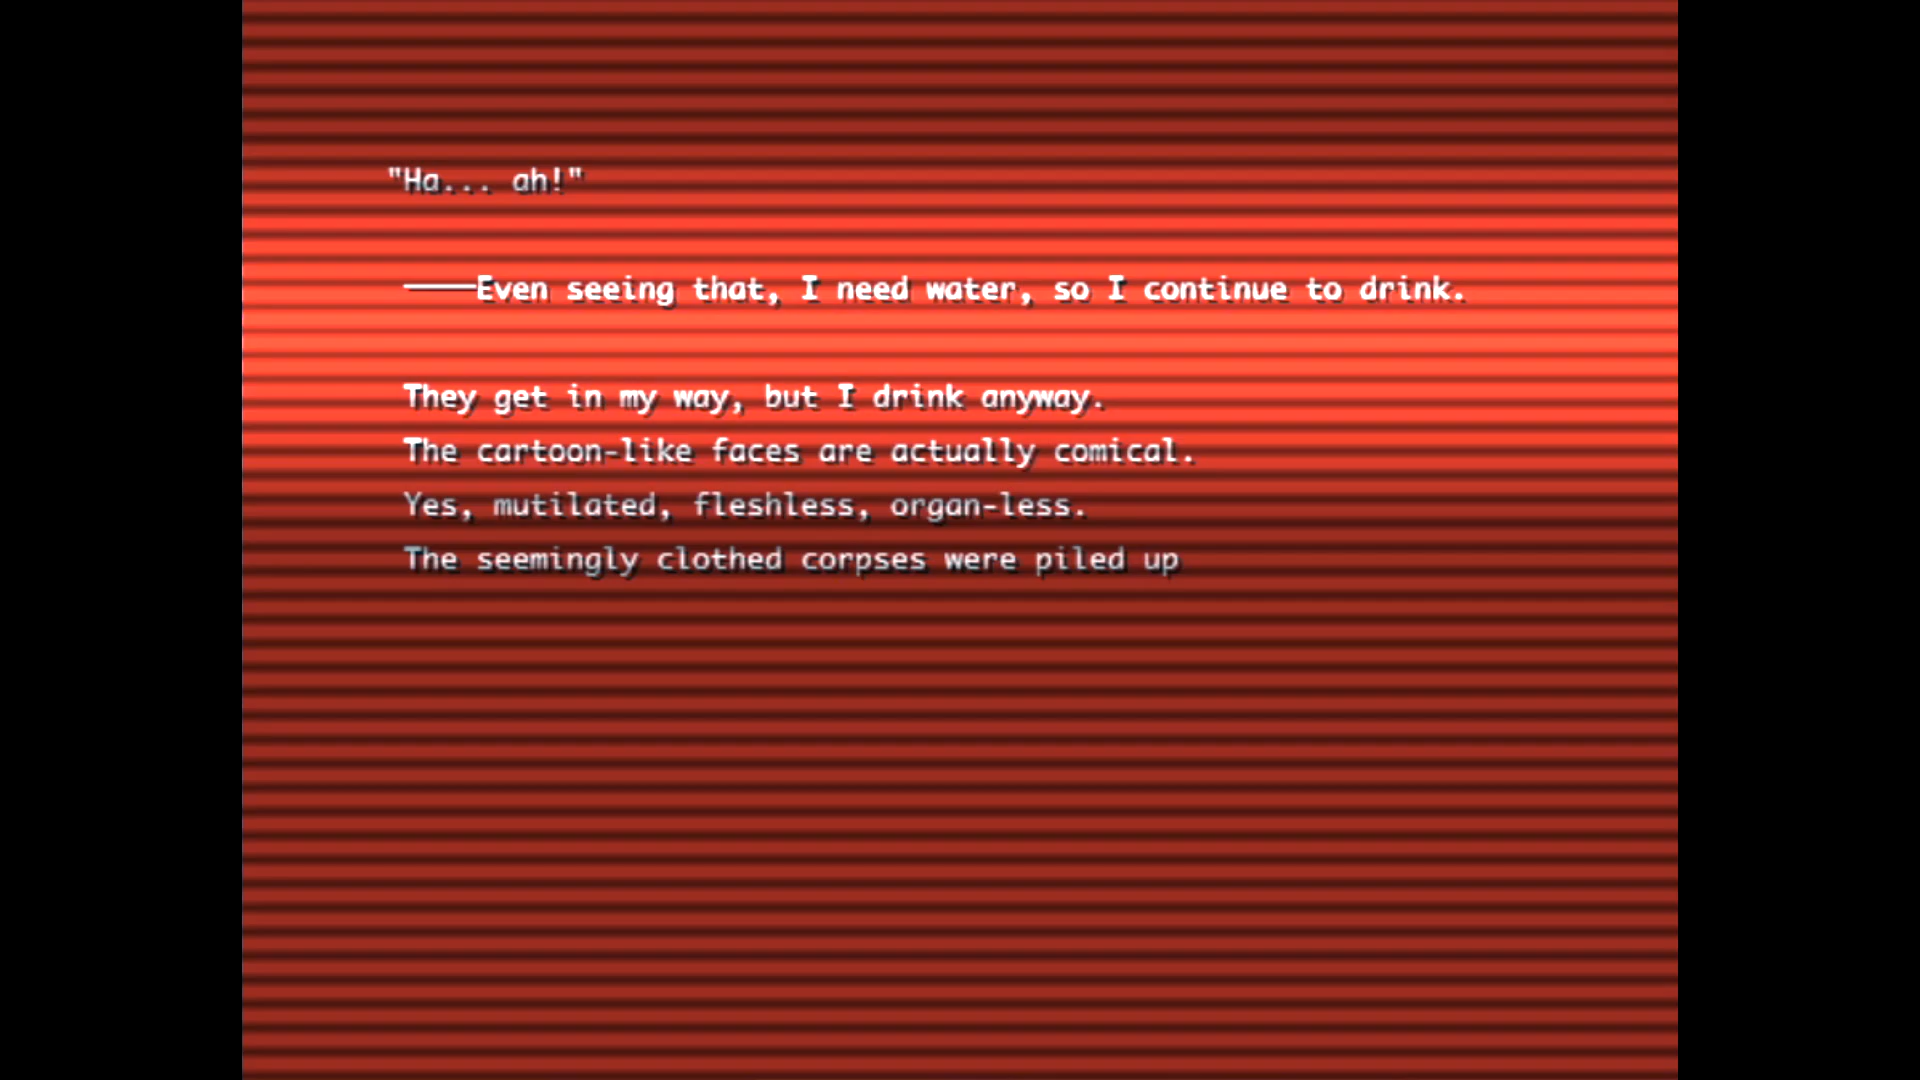 "Ha... ah!"
────Even seeing that, I need water, so I continue to drink.
They get in my way, but I drink anyway.
The cartoon-like faces are actually comical.
Yes, mutilated, fleshless, organ-less.
The seemingly clothed corpses were piled up